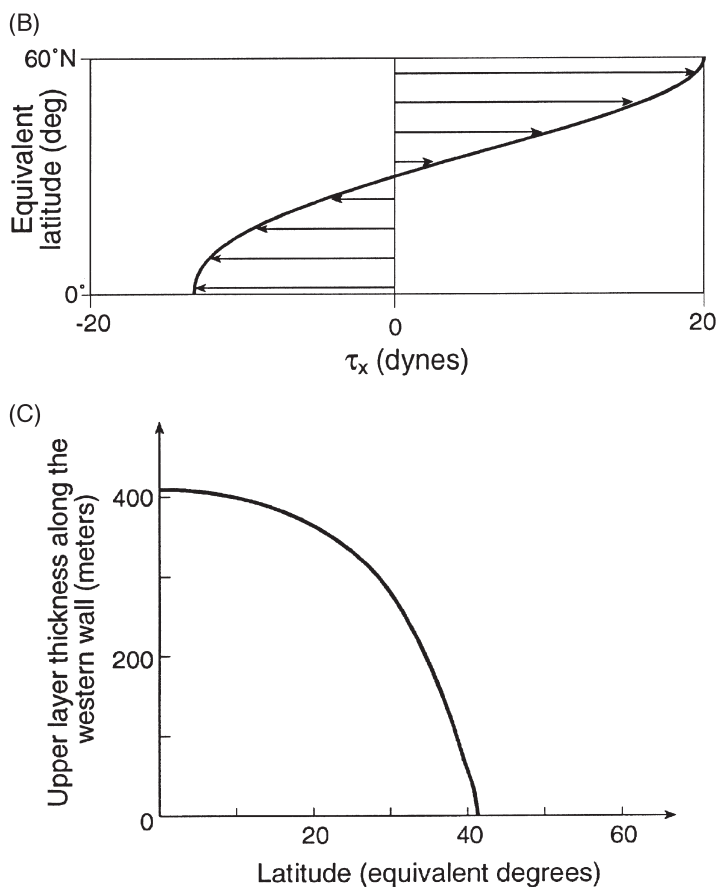 (B)
60°N
Equivalent
latitude (deg)
0°
-20
0
20
τx (dynes)
(C)
Upper layer thickness along the
western wall (meters)
400
200
0
20
40
60
Latitude (equivalent degrees)